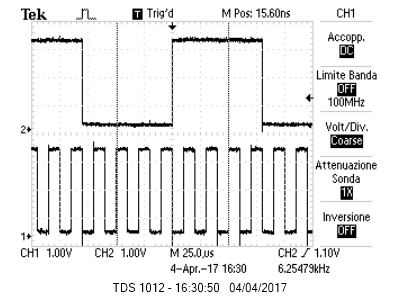 Tek T Trig'd M Pos: 15.60ns CH1
Accopp.
DC
Limite Banda
OFF
100MHz
2
Volt/Div.
Coarse
Attenuazione
Sonda
1X
Inversione
OFF
1
CH1 1.00V CH2 1.00V M 25.0µs CH2 1.10V
4-Apr.-17 16:30 6.25479kHz
TDS 1012 - 16:30:50 04/04/2017